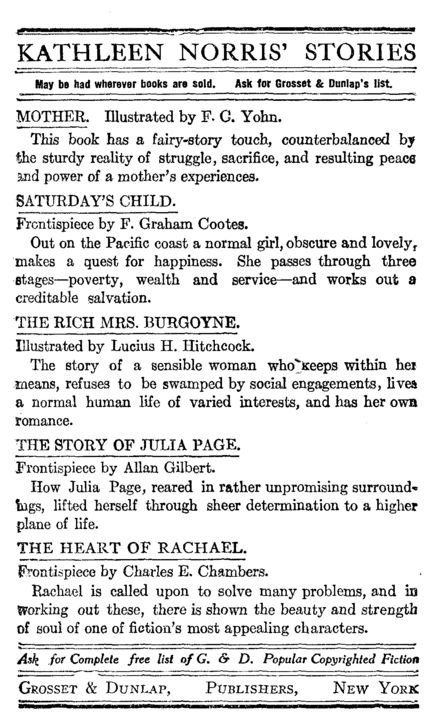 KATHLEEN NORRIS' STORIES
May be had wherever books are sold. Ask for Grosset & Dunlap's list.
MOTHER. Illustrated by F. C. Yohn.
This book has a fairy-story touch, counterbalanced by
the sturdy reality of struggle, sacrifice, and resulting peace
and power of a mother's experiences.
SATURDAY'S CHILD.
Frontispiece by F. Graham Cootes.
Out on the Pacific coast a normal girl, obscure and lovely,
makes a quest for happiness. She passes through three
stages—poverty, wealth and service—and works out a
creditable salvation.
THE RICH MRS. BURGOYNE.
Illustrated by Lucius H. Hitchcock.
The story of a sensible woman who keeps within her
means, refuses to be swamped by social engagements, lives
a normal human life of varied interests, and has her own
romance.
THE STORY OF JULIA PAGE.
Frontispiece by Allan Gilbert.
How Julia Page, reared in rather unpromising surround-
ings, lifted herself through sheer determination to a higher
plane of life.
THE HEART OF RACHAEL.
Frontispiece by Charles E. Chambers.
Rachael is called upon to solve many problems, and in
working out these, there is shown the beauty and strength
of soul of one of fiction's most appealing characters.
Ask for Complete free list of G. & D. Popular Copyrighted Fiction
GROSSET & DUNLAP, PUBLISHERS, NEW YORK